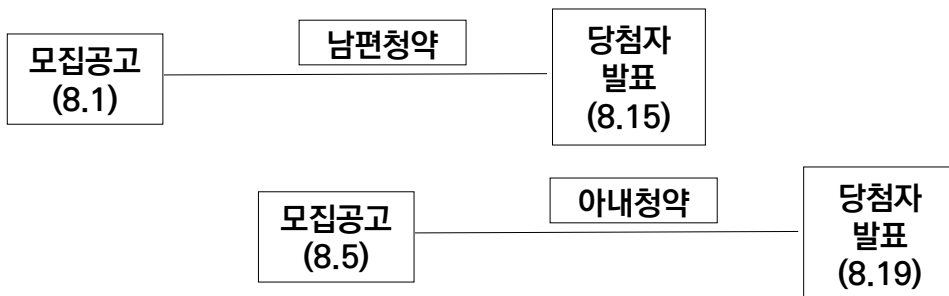 모집공고
(8.1)
남편청약
당첨자
발표
(8.15)
모집공고
(8.5)
아내청약
당첨자
발표
(8.19)